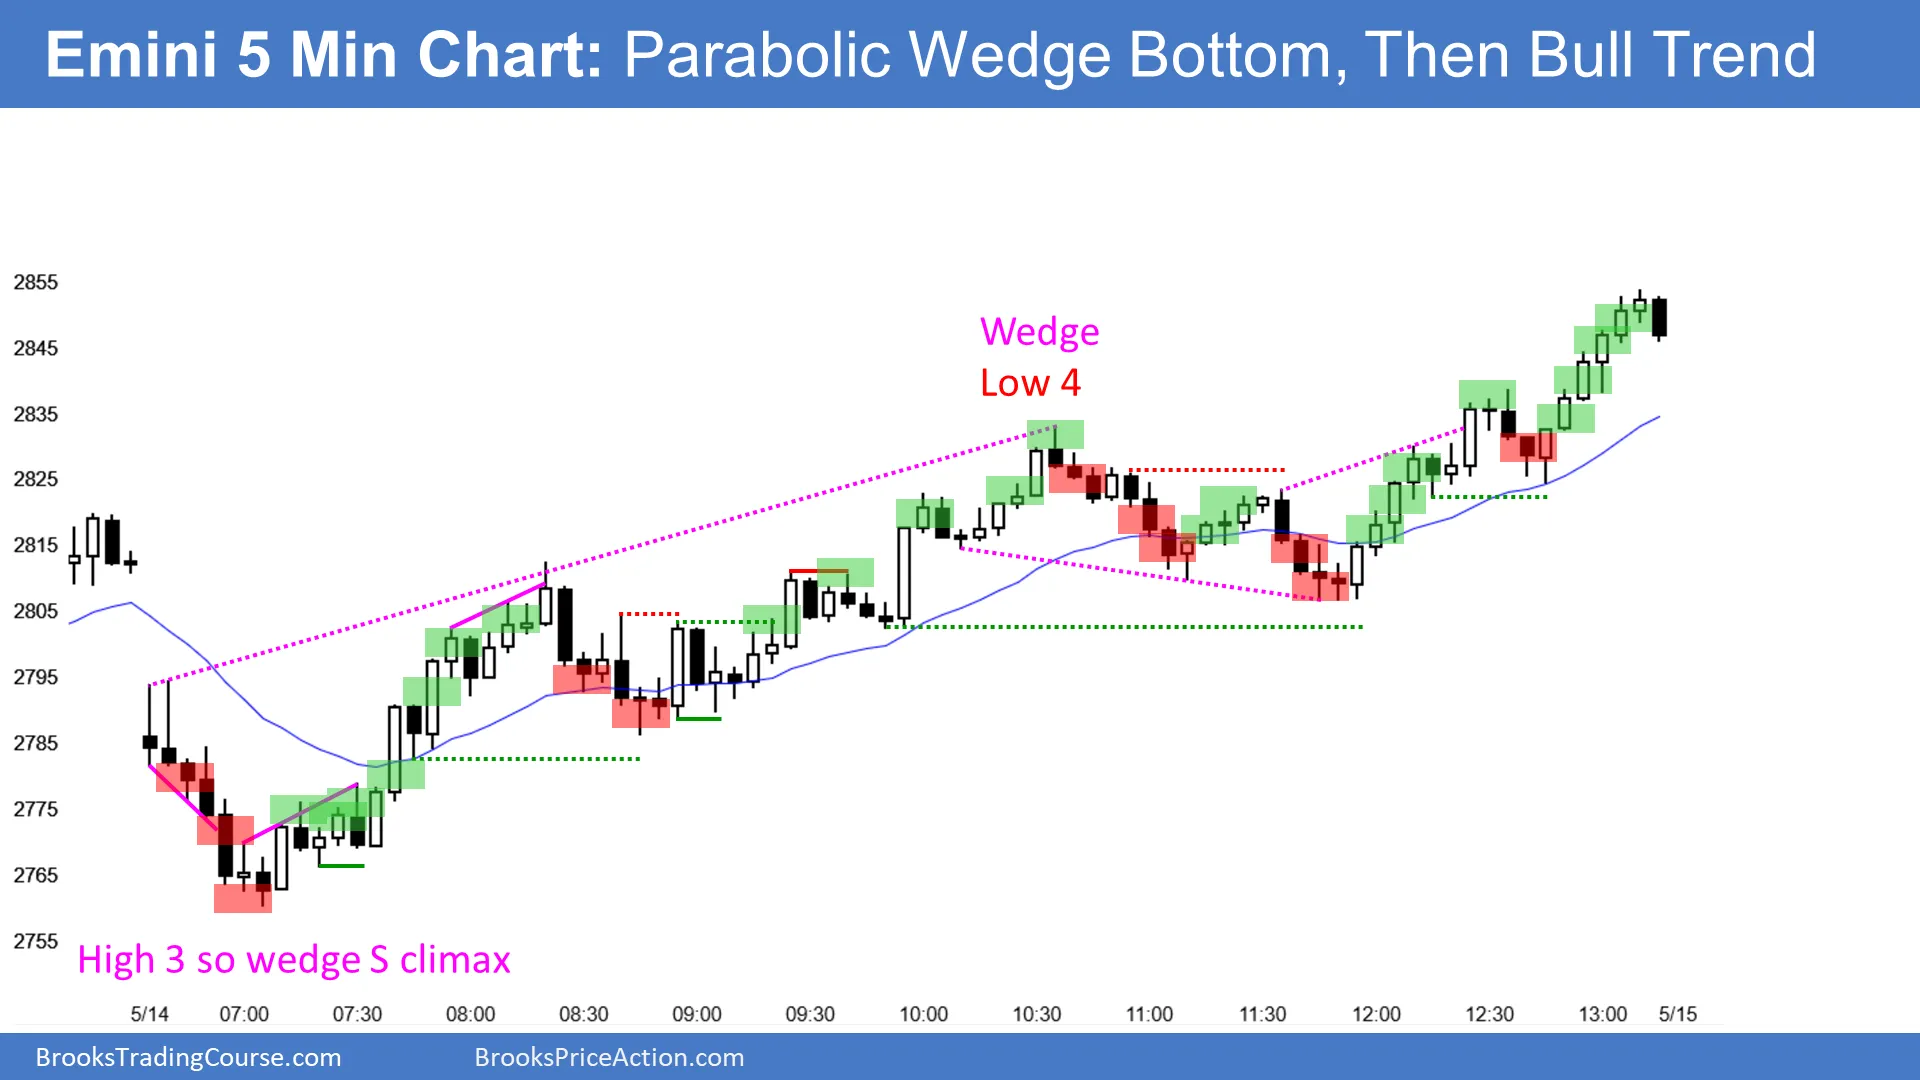 Emini 5 Min Chart: Parabolic Wedge Bottom, Then Bull Trend
2855
2845
2835
2825
2815
2805
2795
2785
2775
2765
2755
Wedge
Low 4
High 3 so wedge S climax
5/14 07:00 07:30 08:00 08:30 09:00 09:30 10:00 10:30 11:00 11:30 12:00 12:30 13:00 5/15
BrooksTradingCourse.com BrooksPriceAction.com